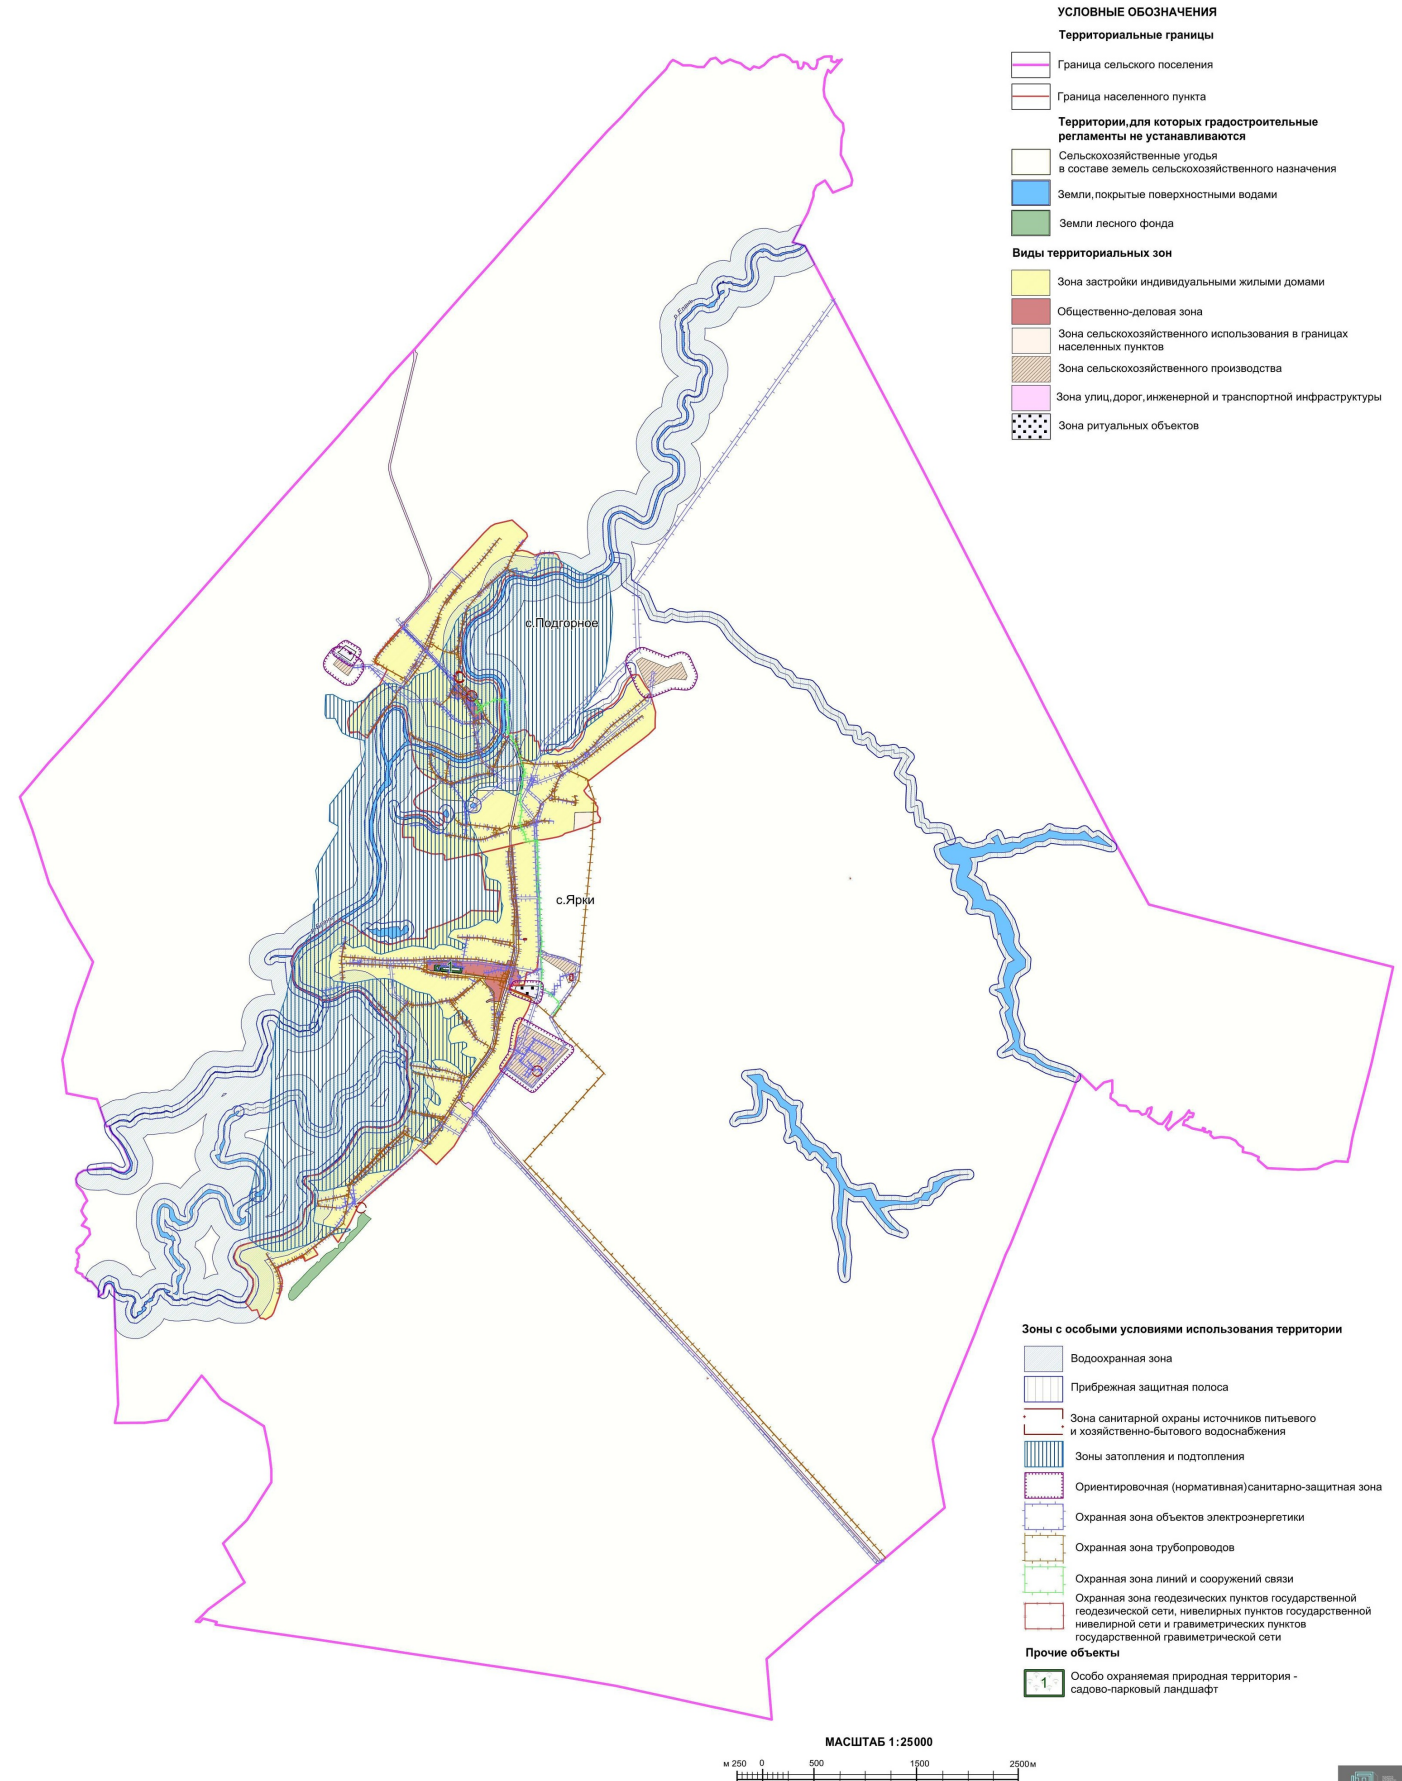 УСЛОВНЫЕ ОБОЗНАЧЕНИЯ
Территориальные границы
Граница сельского поселения
Граница населенного пункта
Территории,для которых градостроительные
регламенты не устанавливаются
Сельскохозяйственные угодья
в составе земель сельскохозяйственного назначения
Земли,покрытые поверхностными водами
Земли лесного фонда
Виды территориальных зон
Зона застройки индивидуальными жилыми домами
Общественно-деловая зона
Зона сельскохозяйственного использования в границах
населенных пунктов
Зона сельскохозяйственного производства
Зона улиц,дорог,инженерной и транспортной инфраструктуры
Зона ритуальных объектов
с.Подгорное
с.Ярки
Зоны с особыми условиями использования территории
Водоохранная зона
Прибрежная защитная полоса
Зона санитарной охраны источников питьевого
и хозяйственно-бытового водоснабжения
Зоны затопления и подтопления
Ориентировочная (нормативная)санитарно-защитная зона
Охранная зона объектов электроэнергетики
Охранная зона трубопроводов
Охранная зона линий и сооружений связи
Охранная зона геодезических пунктов государственной
геодезической сети, нивелирных пунктов государственной
нивелирной сети и гравиметрических пунктов
государственной гравиметрической сети
Прочие объекты
1
Особо охраняемая природная территория -
садово-парковый ландшафт
МАСШТАБ 1:25000
м 250 0 500 1500 2500м